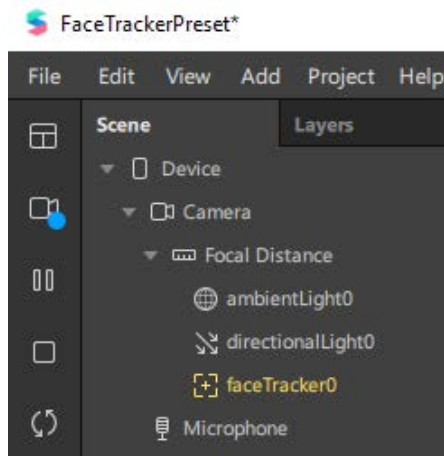 FaceTrackerPreset*
File Edit View Add Project Help
Scene Layers
Device
Camera
Focal Distance
ambientLight0
directionalLight0
faceTracker0
Microphone